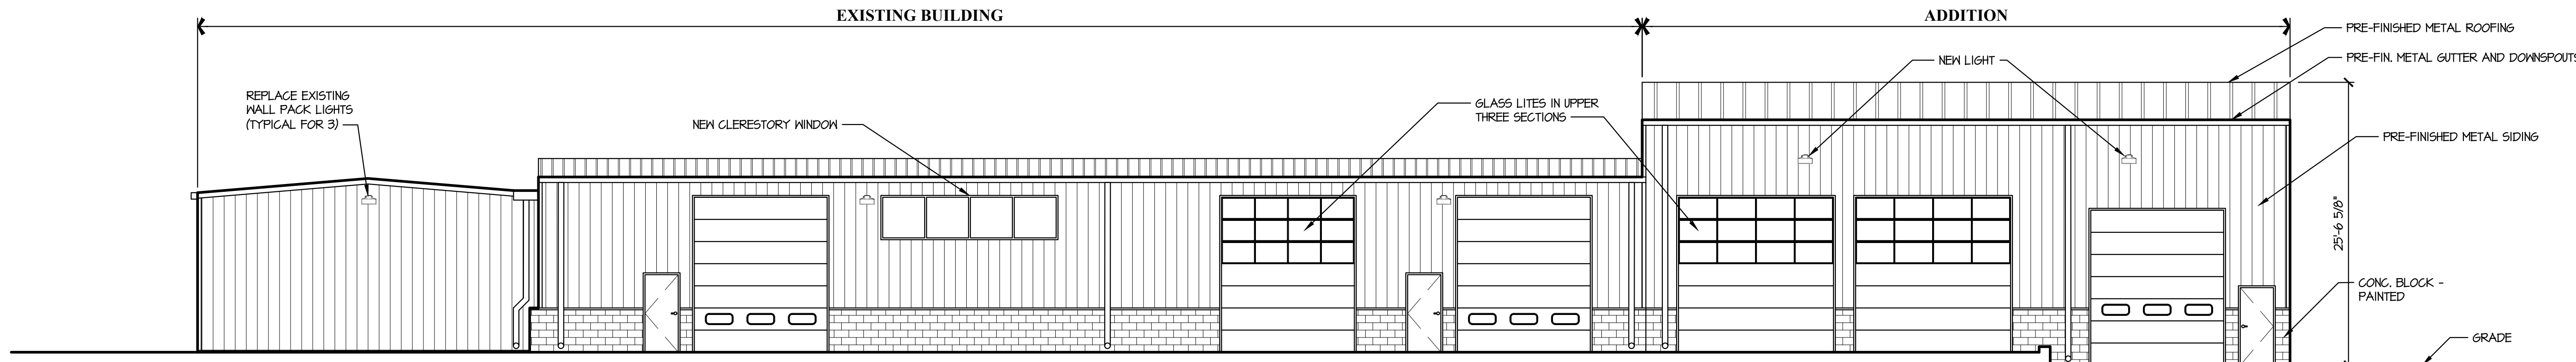 EXISTING BUILDING
ADDITION
PRE-FINISHED METAL ROOFING
NEW LIGHT
PRE-FIN. METAL GUTTER AND DOWNSPOUTS
REPLACE EXISTING
WALL PACK LIGHTS
(TYPICAL FOR 3)
NEW CLERESTORY WINDOW
GLASS LITES IN UPPER
THREE SECTIONS
PRE-FINISHED METAL SIDING
25'-6 5/8"
CONC. BLOCK -
PAINTED
GRADE